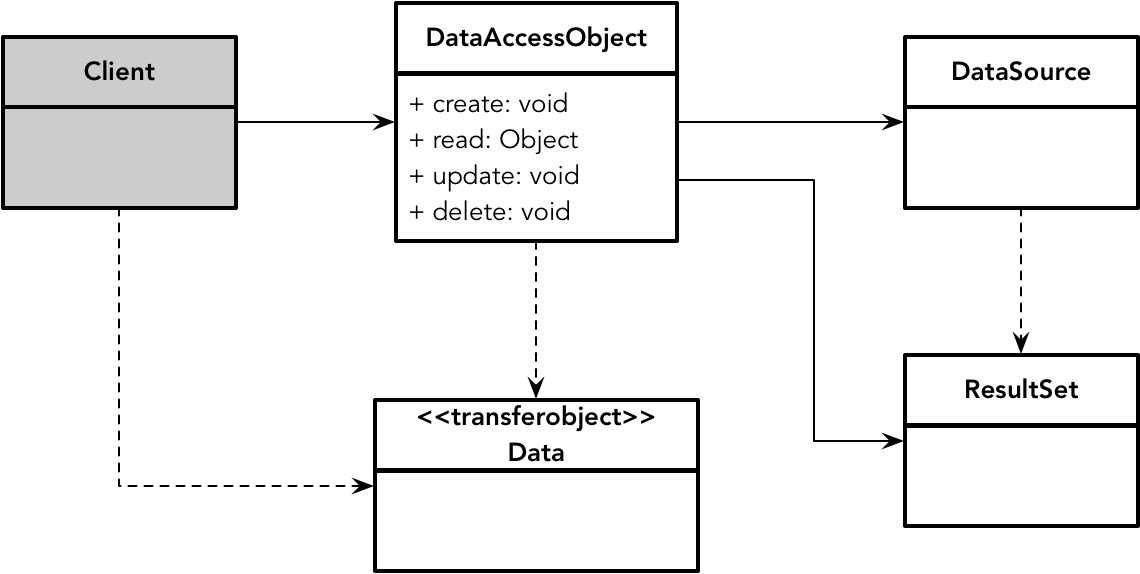 Client
DataAccessObject
+ create: void
+ read: Object
+ update: void
+ delete: void
DataSource
<<transferobject>>
Data
ResultSet